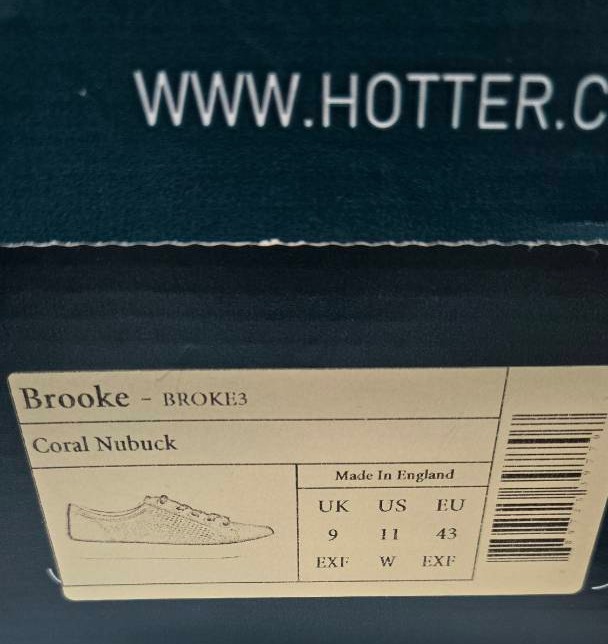 WWW.HOTTER.C
Brooke - BROKE3
Coral Nubuck
Made In England
UK US EU
9 11 43
EXF W EXF